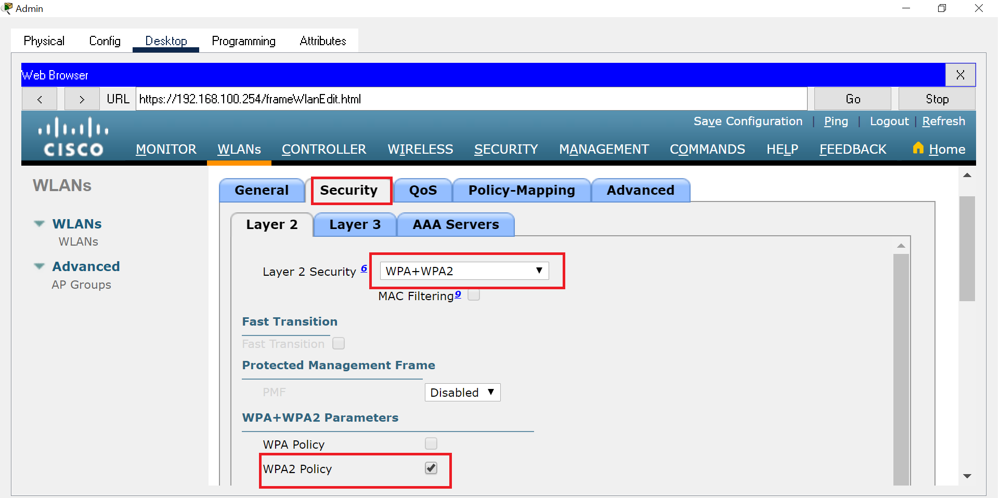 Admin
Physical Config Desktop Programming Attributes
Web Browser X
< > URL https://192.168.100.254/frameWlanEdit.html Go Stop
Save Configuration | Ping | Logout | Refresh
CISCO MONITOR WLANs CONTROLLER WIRELESS SECURITY MANAGEMENT COMMANDS HELP FEEDBACK Home
WLANs
WLANs
WLANs
Advanced
AP Groups
General Security QoS Policy-Mapping Advanced
Layer 2 Layer 3 AAA Servers
Layer 2 Security 6 WPA+WPA2
MAC Filtering9
Fast Transition
Fast Transition
Protected Management Frame
PMF Disabled
WPA+WPA2 Parameters
WPA Policy
WPA2 Policy